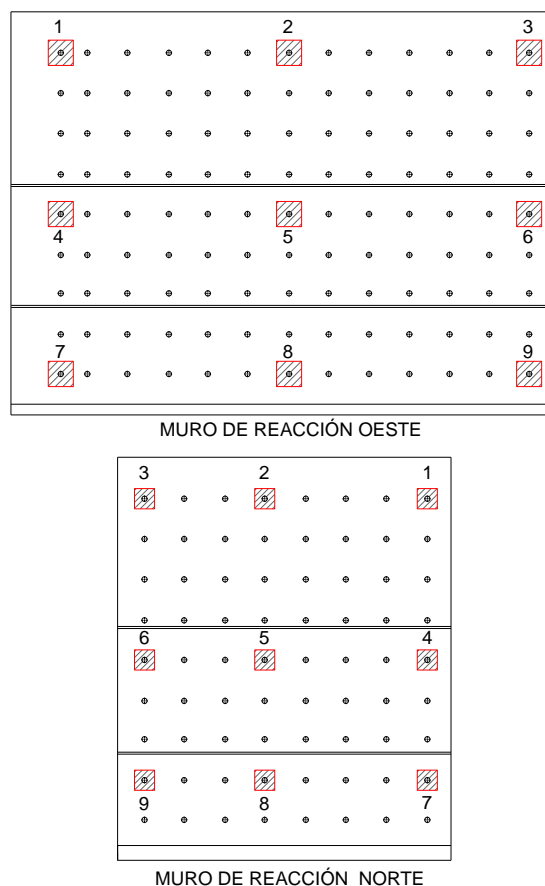 1 2 3
4 5 6
7 8 9
MURO DE REACCIÓN OESTE
3 2 1
6 5 4
9 8 7
MURO DE REACCIÓN NORTE